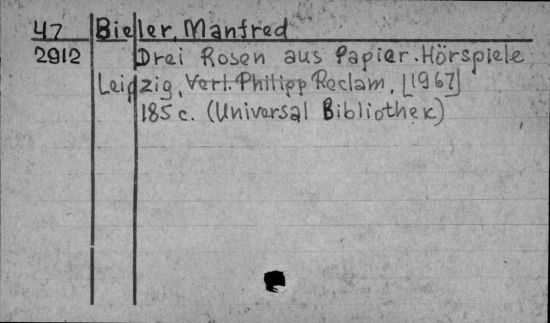 47 Bieler, Manfred
2912 Drei Rosen aus Papier. Hörspiele
Leipzig, Verl. Philipp Reclam, [1967]
185 c. (Universal Bibliothek)